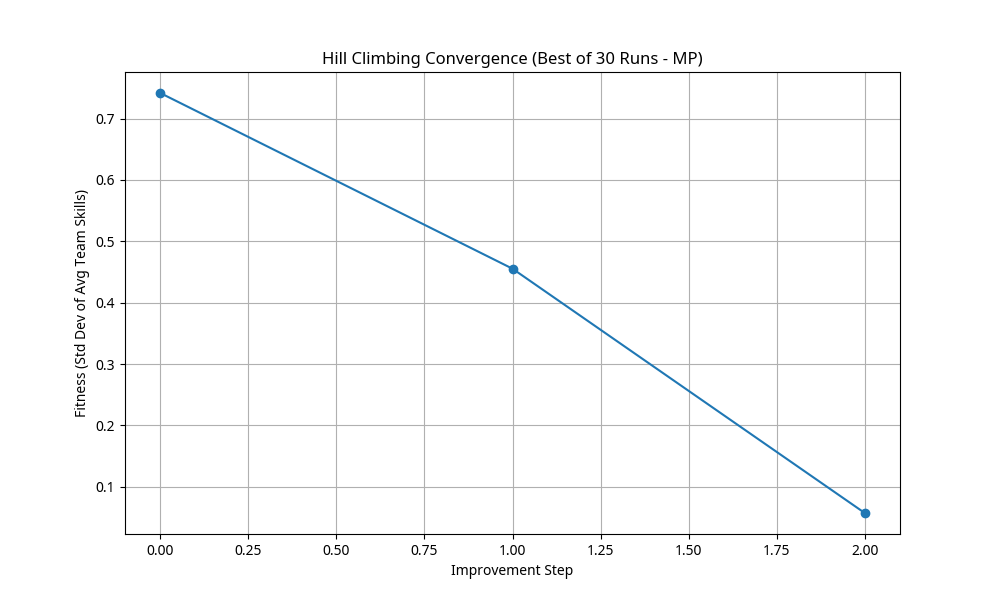 Hill Climbing Convergence (Best of 30 Runs - MP)
Fitness (Std Dev of Avg Team Skills)
0.7
0.6
0.5
0.4
0.3
0.2
0.1
0.00 0.25 0.50 0.75 1.00 1.25 1.50 1.75 2.00
Improvement Step